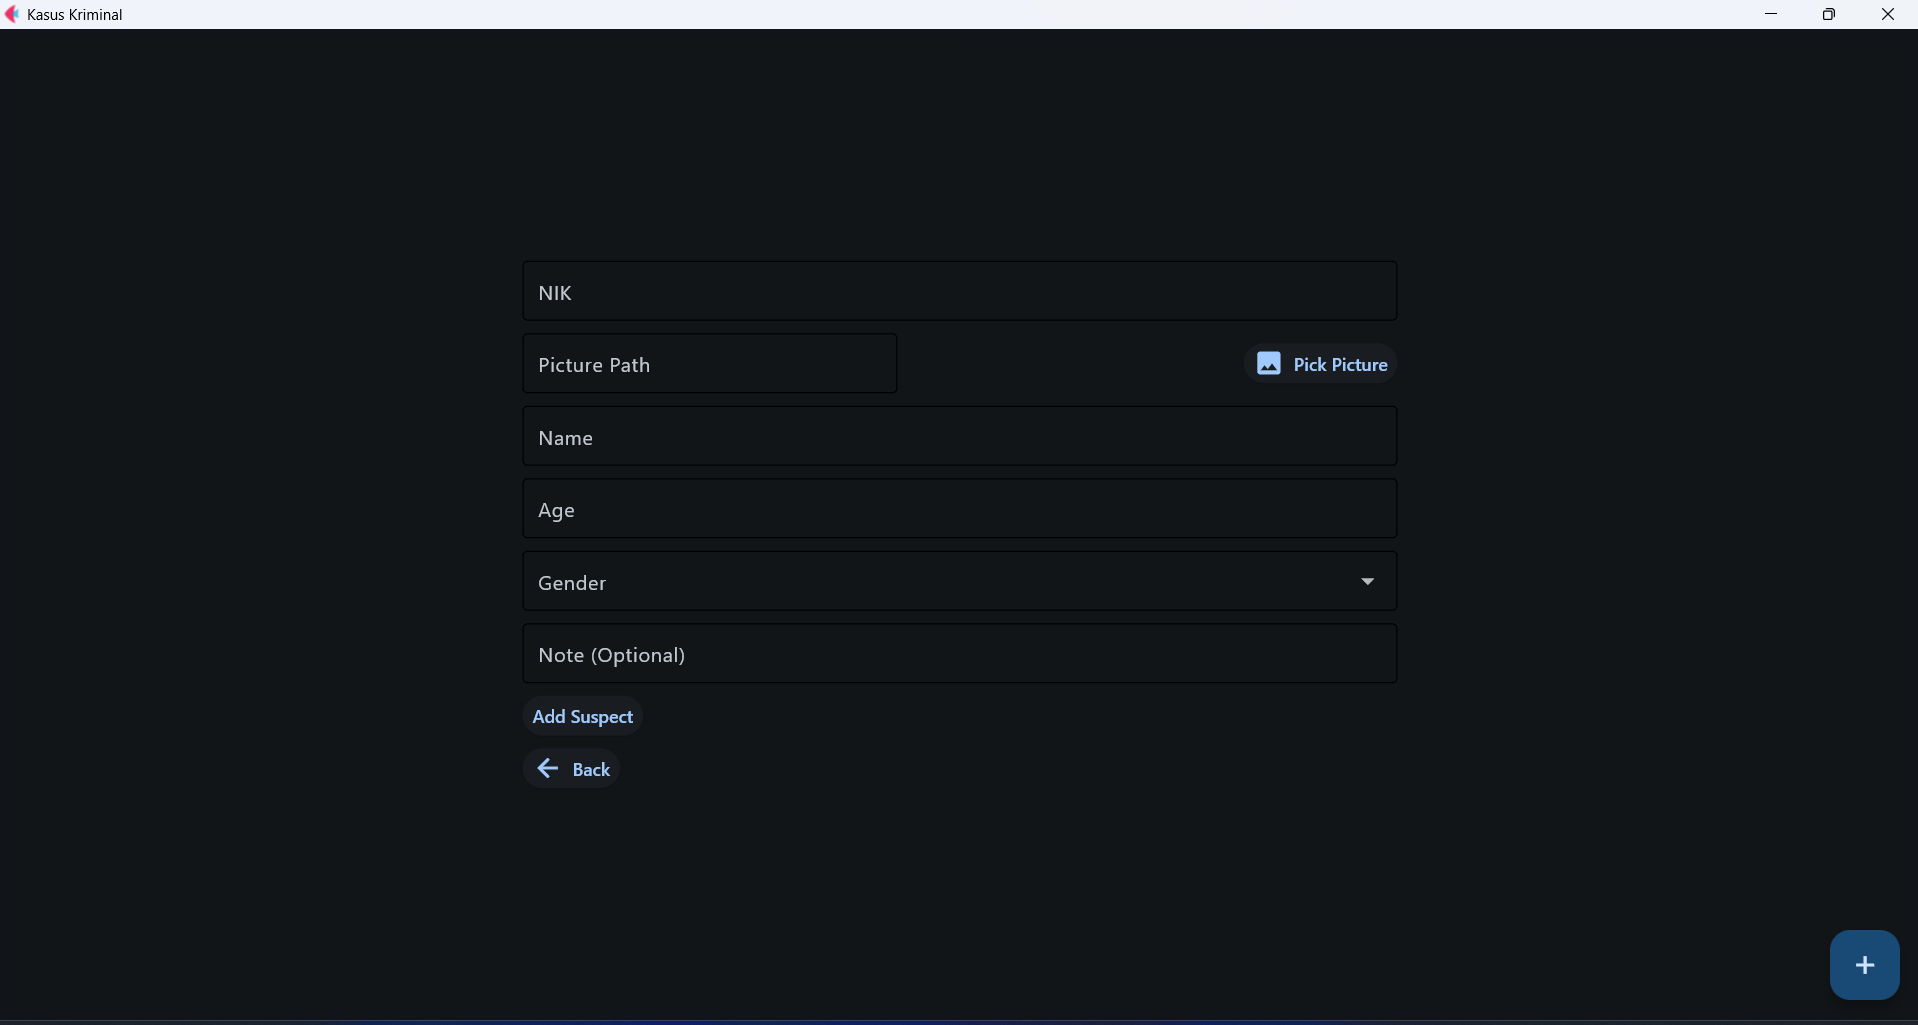 Kasus Kriminal
NIK
Picture Path
Pick Picture
Name
Age
Gender
Note (Optional)
Add Suspect
Back